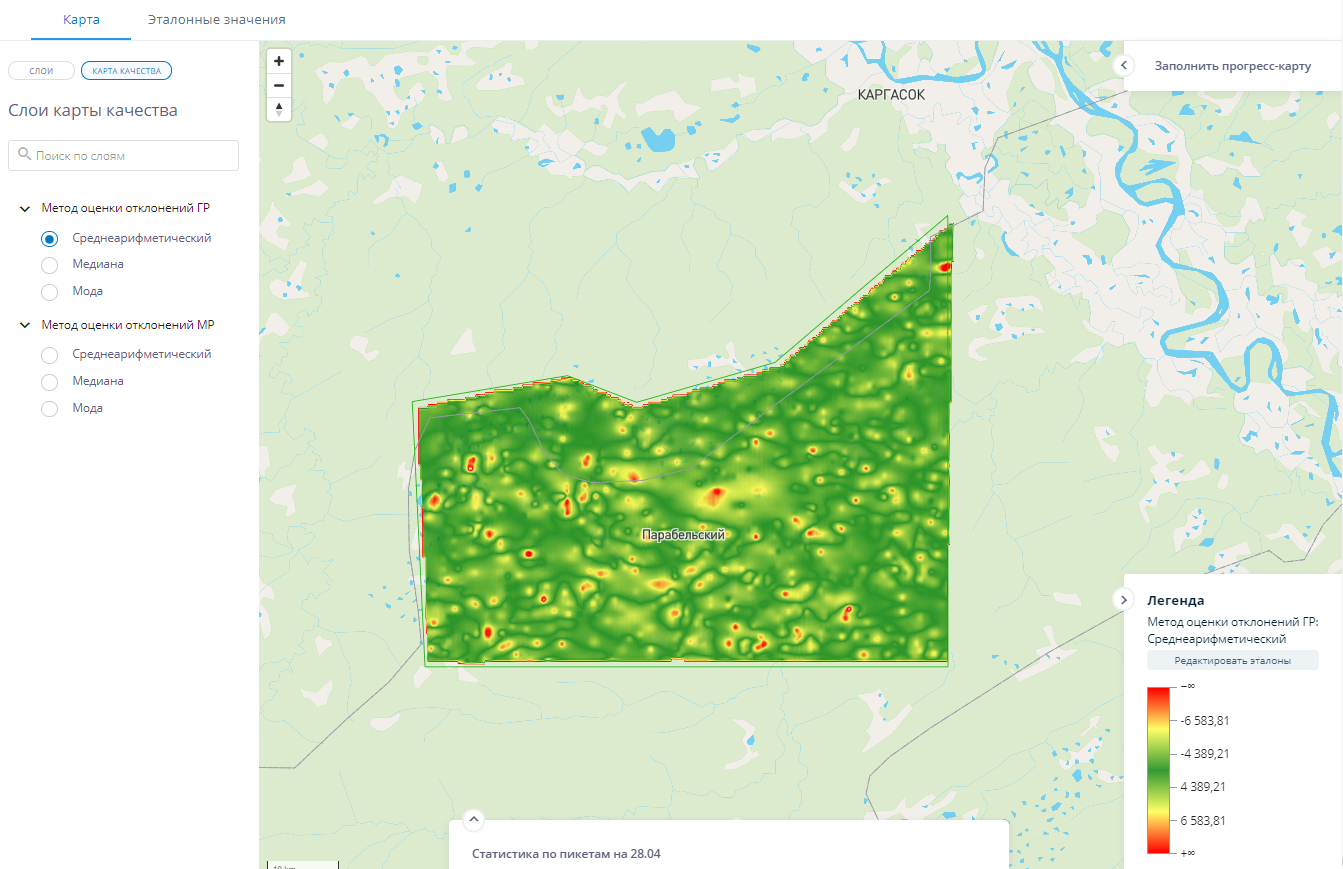 Карта
Эталонные значения
СЛОИ
КАРТА КАЧЕСТВА
Слои карты качества
Поиск по слоям
Метод оценки отклонений ГР
Среднеарифметический
Медиана
Мода
Метод оценки отклонений МР
Среднеарифметический
Медиана
Мода
КАРГАСОК
Заполнить прогресс-карту
Парабельский
Легенда
Метод оценки отклонений ГР:
Среднеарифметический
Редактировать эталоны
−∞
-6 583,81
-4 389,21
4 389,21
6 583,81
+∞
Статистика по пикетам на 28.04